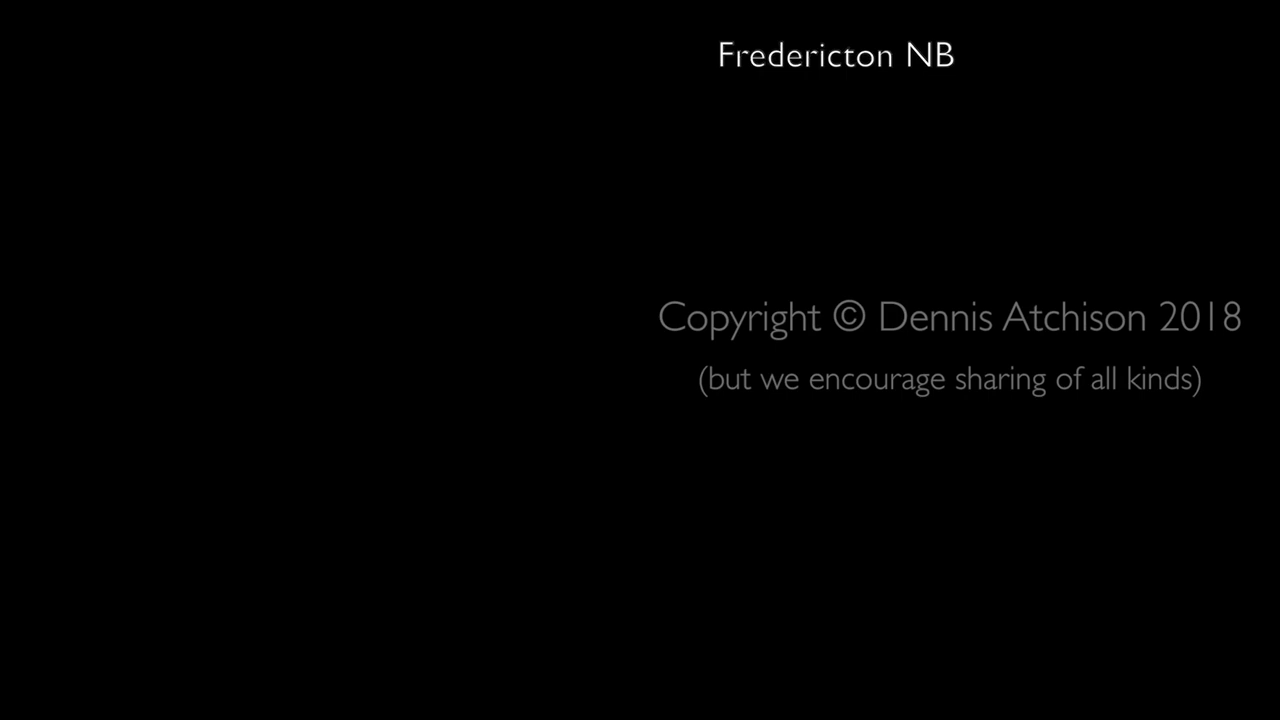 Fredericton NB
Copyright © Dennis Atchison 2018
(but we encourage sharing of all kinds)